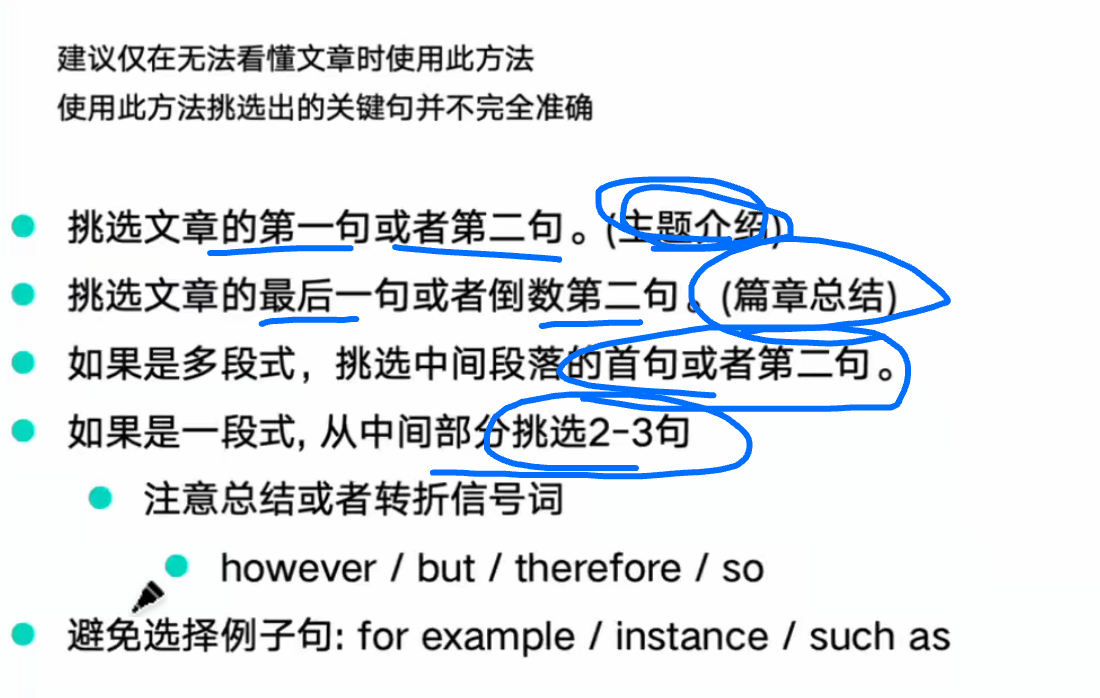 建议仅在无法看懂文章时使用此方法
使用此方法挑选出的关键句并不完全准确
挑选文章的第一句或者第二句。(主题介绍)
挑选文章的最后一句或者倒数第二句。(篇章总结)
如果是多段式，挑选中间段落的首句或者第二句。
如果是一段式, 从中间部分挑选2-3句
注意总结或者转折信号词
however / but / therefore / so
避免选择例子句: for example / instance / such as